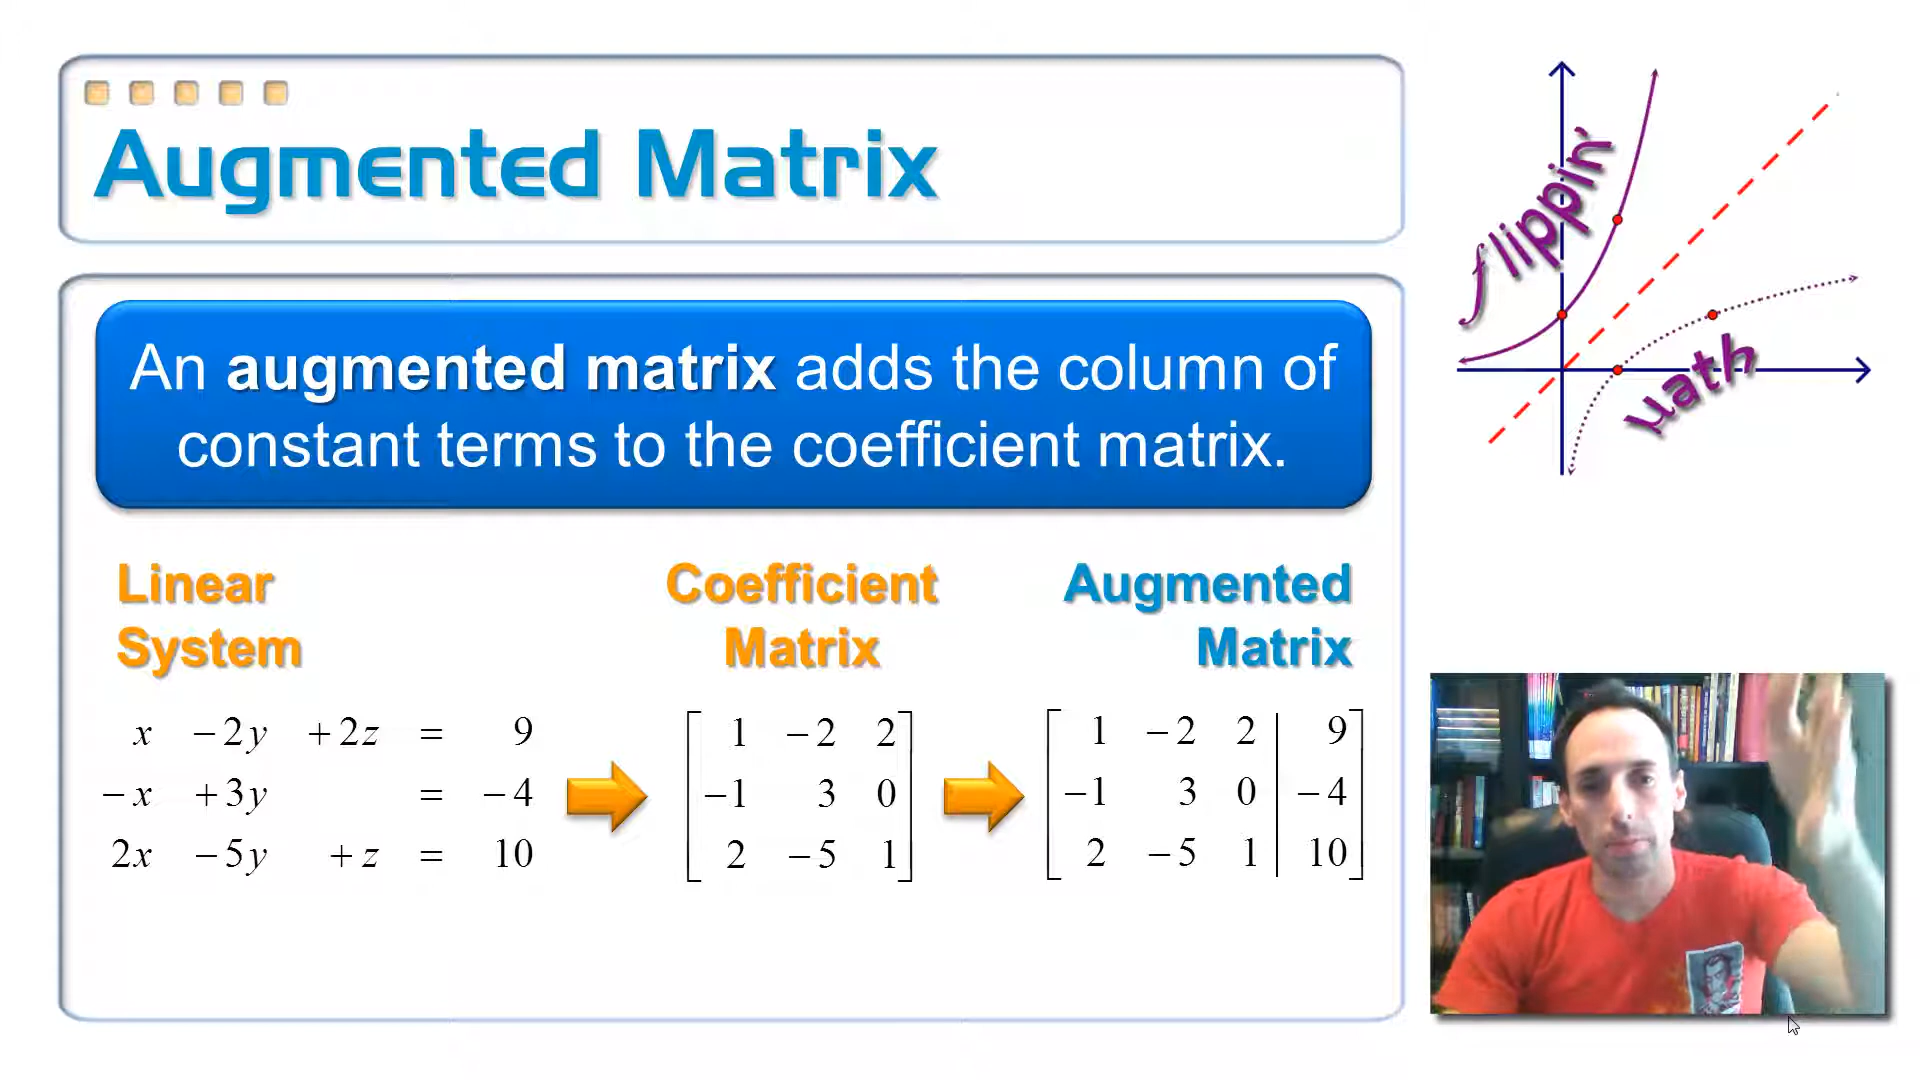 Augmented Matrix
flippin'
μath
An augmented matrix adds the column of
constant terms to the coefficient matrix.
Linear
System
Coefficient
Matrix
Augmented
Matrix
x −2y +2z = 9
−x +3y = −4
2x −5y +z = 10
1 −2 2
−1 3 0
2 −5 1
1 −2 2 | 9
−1 3 0 | −4
2 −5 1 | 10